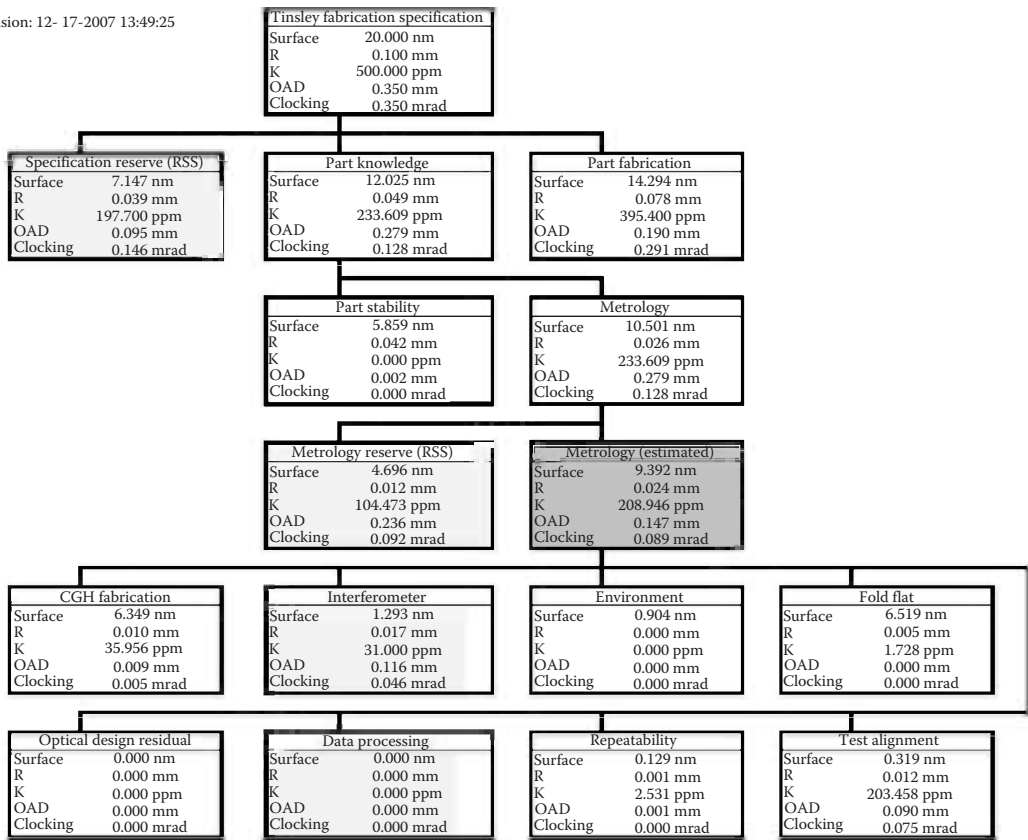 sion: 12- 17-2007 13:49:25
Tinsley fabrication specification
Surface 20.000 nm
R 0.100 mm
K 500.000 ppm
OAD 0.350 mm
Clocking 0.350 mrad
Specification reserve (RSS)
Surface 7.147 nm
R 0.039 mm
K 197.700 ppm
OAD 0.095 mm
Clocking 0.146 mrad
Part knowledge
Surface 12.025 nm
R 0.049 mm
K 233.609 ppm
OAD 0.279 mm
Clocking 0.128 mrad
Part fabrication
Surface 14.294 nm
R 0.078 mm
K 395.400 ppm
OAD 0.190 mm
Clocking 0.291 mrad
Part stability
Surface 5.859 nm
R 0.042 mm
K 0.000 ppm
OAD 0.002 mm
Clocking 0.000 mrad
Metrology
Surface 10.501 nm
R 0.026 mm
K 233.609 ppm
OAD 0.279 mm
Clocking 0.128 mrad
Metrology reserve (RSS)
Surface 4.696 nm
R 0.012 mm
K 104.473 ppm
OAD 0.236 mm
Clocking 0.092 mrad
Metrology (estimated)
Surface 9.392 nm
R 0.024 mm
K 208.946 ppm
OAD 0.147 mm
Clocking 0.089 mrad
CGH fabrication
Surface 6.349 nm
R 0.010 mm
K 35.956 ppm
OAD 0.009 mm
Clocking 0.005 mrad
Interferometer
Surface 1.293 nm
R 0.017 mm
K 31.000 ppm
OAD 0.116 mm
Clocking 0.046 mrad
Environment
Surface 0.904 nm
R 0.000 mm
K 0.000 ppm
OAD 0.000 mm
Clocking 0.000 mrad
Fold flat
Surface 6.519 nm
R 0.005 mm
K 1.728 ppm
OAD 0.000 mm
Clocking 0.000 mrad
Optical design residual
Surface 0.000 nm
R 0.000 mm
K 0.000 ppm
OAD 0.000 mm
Clocking 0.000 mrad
Data processing
Surface 0.000 nm
R 0.000 mm
K 0.000 ppm
OAD 0.000 mm
Clocking 0.000 mrad
Repeatability
Surface 0.129 nm
R 0.001 mm
K 2.531 ppm
OAD 0.001 mm
Clocking 0.000 mrad
Test alignment
Surface 0.319 nm
R 0.012 mm
K 203.458 ppm
OAD 0.090 mm
Clocking 0.075 mrad